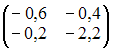 (− 0,6 − 0,4)
(− 0,2 − 2,2)